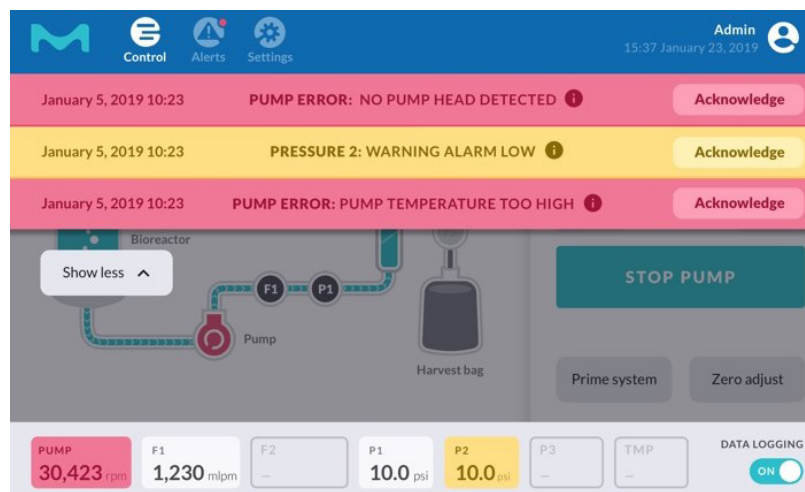 Control
Alerts
Settings
Admin
15:37 January 23, 2019
January 5, 2019 10:23 PUMP ERROR: NO PUMP HEAD DETECTED i Acknowledge
January 5, 2019 10:23 PRESSURE 2: WARNING ALARM LOW i Acknowledge
January 5, 2019 10:23 PUMP ERROR: PUMP TEMPERATURE TOO HIGH i Acknowledge
Bioreactor
Show less
F1 P1
STOP PUMP
Pump
Harvest bag
Prime system Zero adjust
PUMP
30,423 rpm
F1
1,230 mlpm
F2
–
P1
10.0 psi
P2
10.0 psi
P3
–
TMP
–
DATA LOGGING
ON